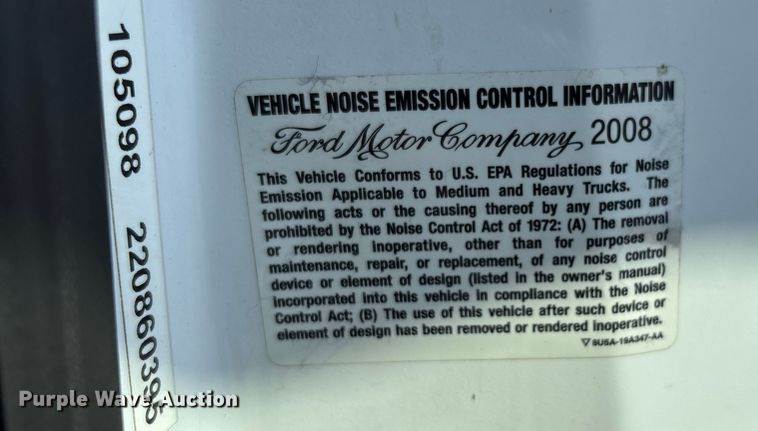 105098 220860395
VEHICLE NOISE EMISSION CONTROL INFORMATION
Ford Motor Company 2008
This Vehicle Conforms to U.S. EPA Regulations for Noise
Emission Applicable to Medium and Heavy Trucks. The
following acts or the causing thereof by any person are
prohibited by the Noise Control Act of 1972: (A) The removal
or rendering inoperative, other than for purposes of
maintenance, repair, or replacement, of any noise control
device or element of design (listed in the owner's manual)
incorporated into this vehicle in compliance with the Noise
Control Act; (B) The use of this vehicle after such device or
element of design has been removed or rendered inoperative.
▽ 8U5A-19A347-AA
Purple Wave Auction